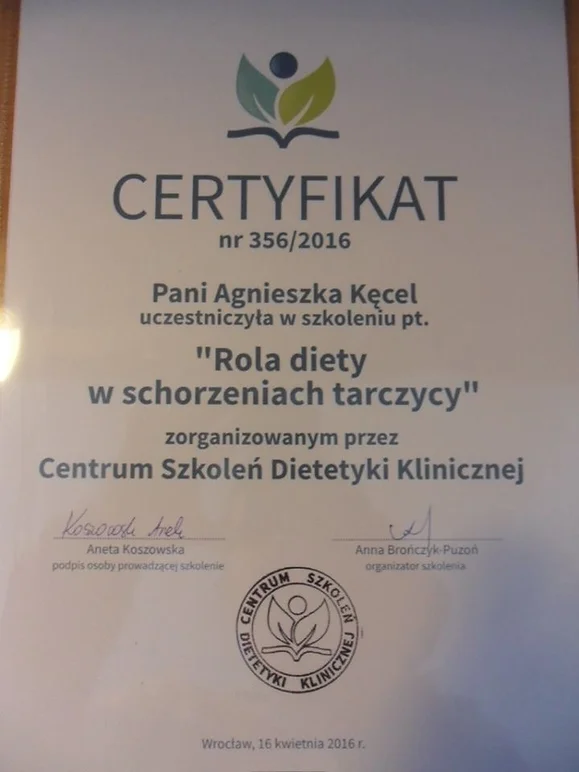 CERTYFIKAT
nr 356/2016
Pani Agnieszka Kęcel
uczestniczyła w szkoleniu pt.
"Rola diety
w schorzeniach tarczycy"
zorganizowanym przez
Centrum Szkoleń Dietetyki Klinicznej
Aneta Koszowska
podpis osoby prowadzącej szkolenie
Anna Brończyk-Puzoń
organizator szkolenia
CENTRUM SZKOLEŃ
DIETETYKI KLINICZNEJ
Wrocław, 16 kwietnia 2016 r.